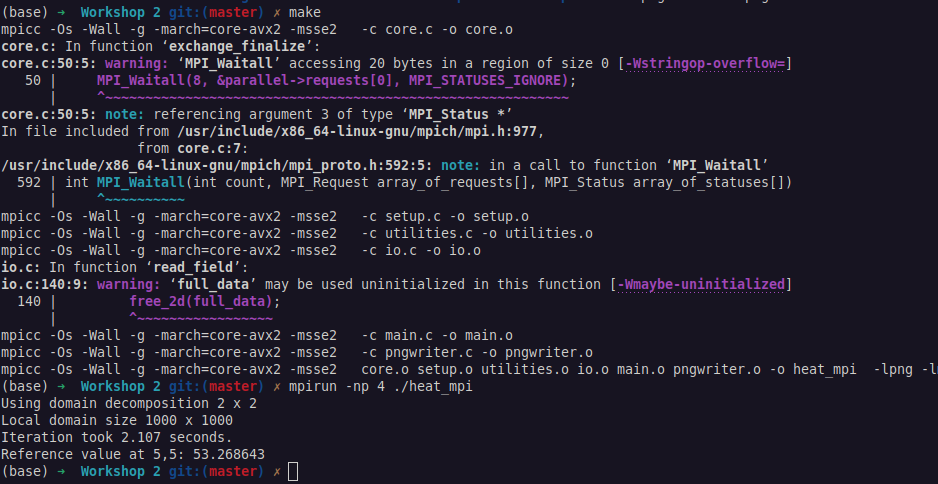 (base) → Workshop 2 git:(master) ✗ make
mpicc -Os -Wall -g -march=core-avx2 -msse2   -c core.c -o core.o
core.c: In function ‘exchange_finalize’:
core.c:50:5: warning: ‘MPI_Waitall’ accessing 20 bytes in a region of size 0 [-Wstringop-overflow=]
   50 |     MPI_Waitall(8, &parallel->requests[0], MPI_STATUSES_IGNORE);
      |     ^~~~~~~~~~~~~~~~~~~~~~~~~~~~~~~~~~~~~~~~~~~~~~~~~~~~~~~~~~~
core.c:50:5: note: referencing argument 3 of type ‘MPI_Status *’
In file included from /usr/include/x86_64-linux-gnu/mpich/mpi.h:977,
                 from core.c:7:
/usr/include/x86_64-linux-gnu/mpich/mpi_proto.h:592:5: note: in a call to function ‘MPI_Waitall’
  592 | int MPI_Waitall(int count, MPI_Request array_of_requests[], MPI_Status array_of_statuses[])
      |     ^~~~~~~~~~~
mpicc -Os -Wall -g -march=core-avx2 -msse2   -c setup.c -o setup.o
mpicc -Os -Wall -g -march=core-avx2 -msse2   -c utilities.c -o utilities.o
mpicc -Os -Wall -g -march=core-avx2 -msse2   -c io.c -o io.o
io.c: In function ‘read_field’:
io.c:140:9: warning: ‘full_data’ may be used uninitialized in this function [-Wmaybe-uninitialized]
  140 |         free_2d(full_data);
      |         ^~~~~~~~~~~~~~~~~~
mpicc -Os -Wall -g -march=core-avx2 -msse2   -c main.c -o main.o
mpicc -Os -Wall -g -march=core-avx2 -msse2   -c pngwriter.c -o pngwriter.o
mpicc -Os -Wall -g -march=core-avx2 -msse2   core.o setup.o utilities.o io.o main.o pngwriter.o -o heat_mpi  -lpng
(base) → Workshop 2 git:(master) ✗ mpirun -np 4 ./heat_mpi
Using domain decomposition 2 x 2
Local domain size 1000 x 1000
Iteration took 2.107 seconds.
Reference value at 5,5: 53.268643
(base) → Workshop 2 git:(master) ✗